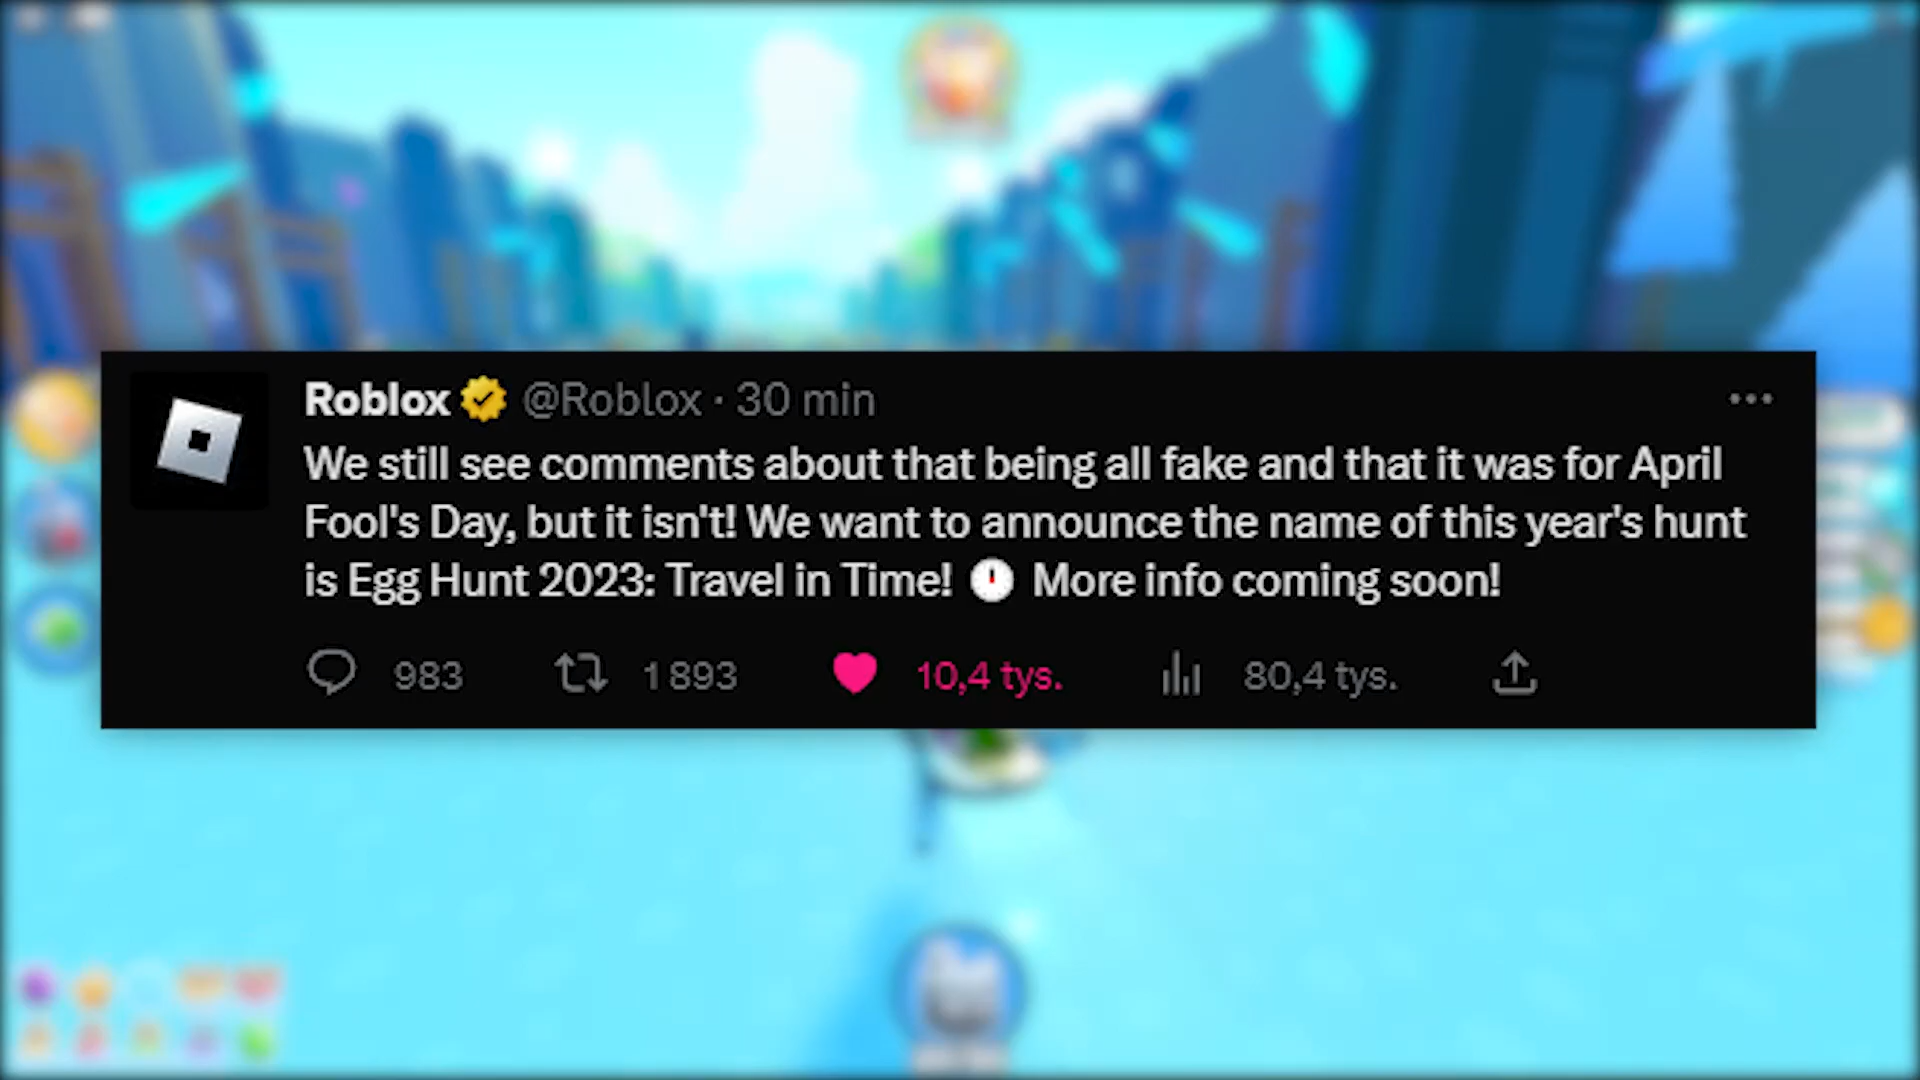 Roblox @Roblox · 30 min
We still see comments about that being all fake and that it was for April
Fool's Day, but it isn't! We want to announce the name of this year's hunt
is Egg Hunt 2023: Travel in Time! 🕛 More info coming soon!
983 1 893 10,4 tys. 80,4 tys.